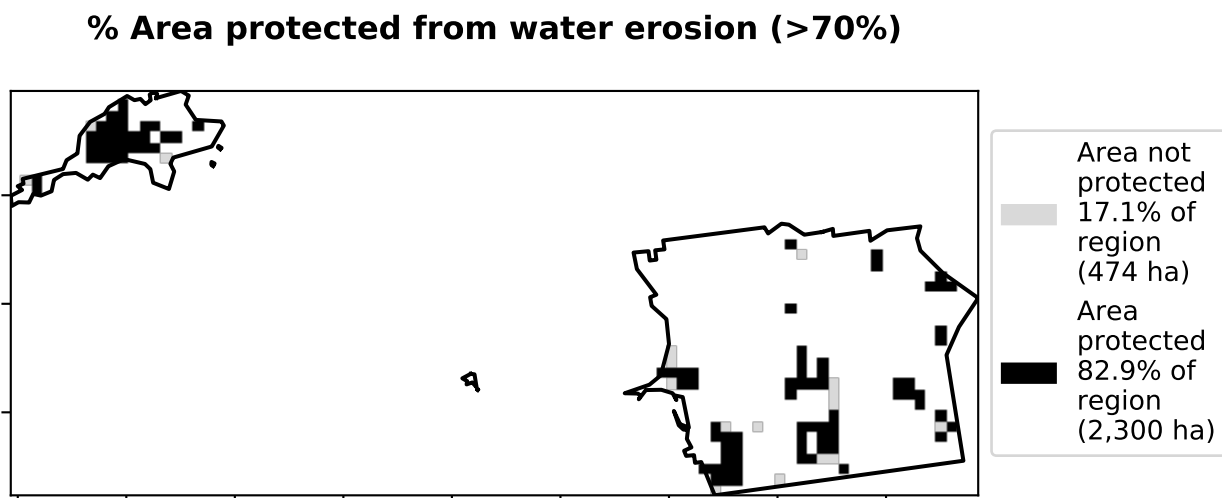 % Area protected from water erosion (>70%)
Area not
protected
17.1% of
region
(474 ha)
Area
protected
82.9% of
region
(2,300 ha)